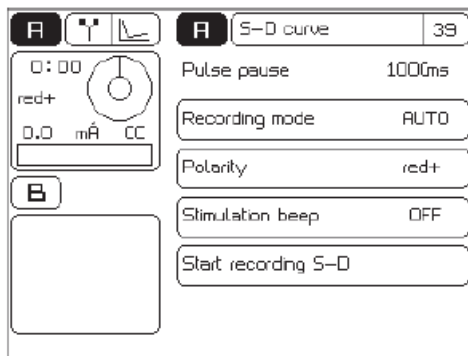 A
0:00
red+
0.0 mÁ CC
B
A S-D curve 39
Pulse pause 1000ms
Recording mode AUTO
Polarity red+
Stimulation beep OFF
Start recording S-D